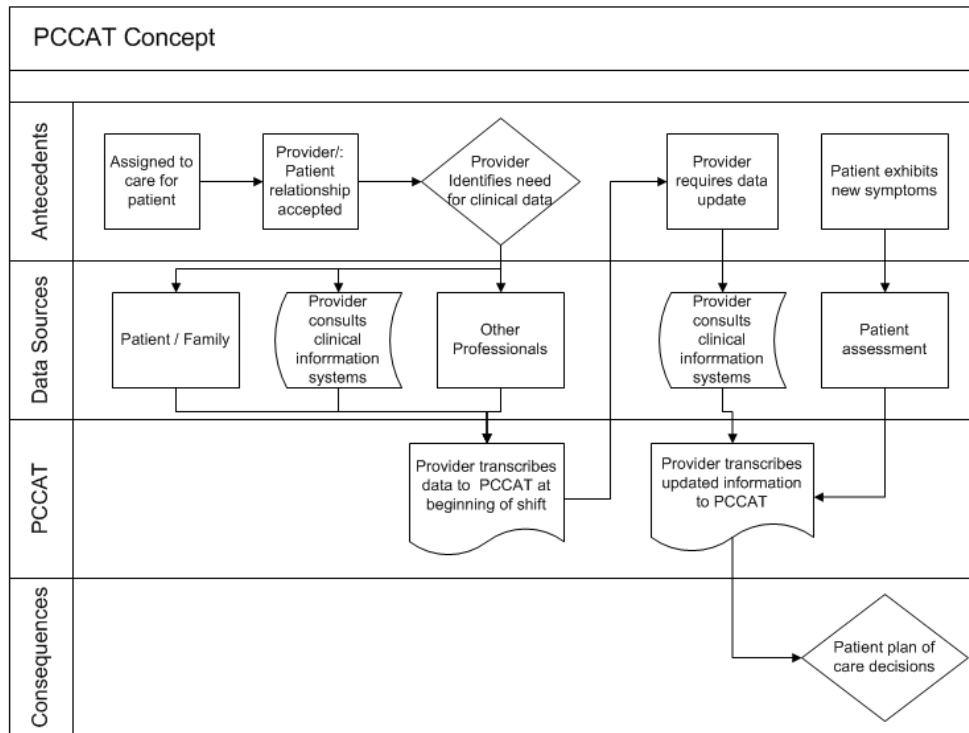 PCCAT Concept
Antecedents
Assigned to
care for
patient
Provider/:
Patient
relationship
accepted
Provider
Identifies need
for clinical data
Provider
requires data
update
Patient exhibits
new symptoms
Data Sources
Patient / Family
Provider
consults
clinical
inforrmation
systems
Other
Professionals
Provider
consults
clinical
inforrmation
systems
Patient
assessment
PCCAT
Provider transcribes
data to PCCAT at
beginning of shift
Provider transcribes
updated information
to PCCAT
Consequences
Patient plan of
care decisions